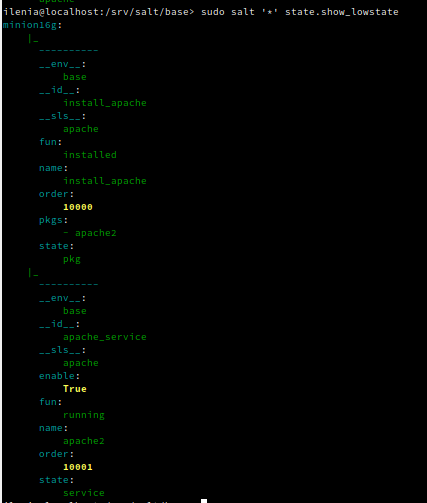 apache
ilenia@localhost:/srv/salt/base> sudo salt '*' state.show_lowstate
minion16g:
|_
----------
__env__:
base
__id__:
install_apache
__sls__:
apache
fun:
installed
name:
install_apache
order:
10000
pkgs:
- apache2
state:
pkg
|_
----------
__env__:
base
__id__:
apache_service
__sls__:
apache
enable:
True
fun:
running
name:
apache2
order:
10001
state:
service